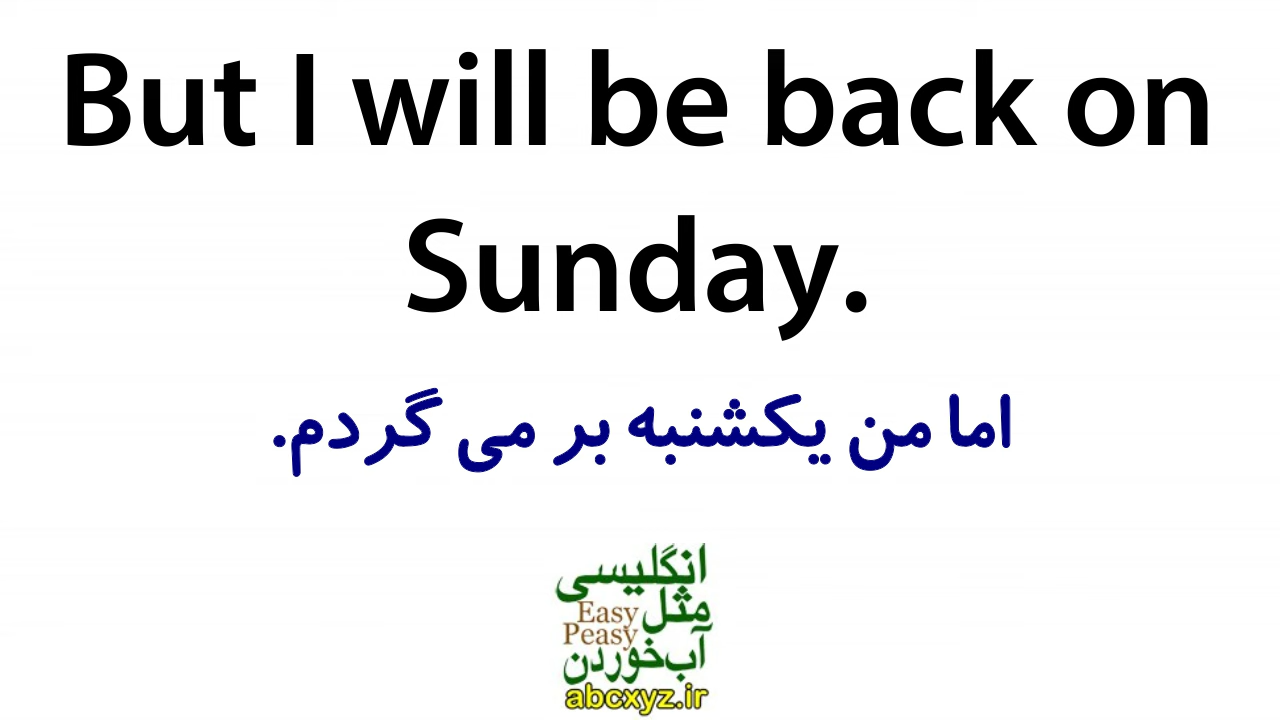 But I will be back on
Sunday.
اما من یکشنبه بر می گردم.
انگلیسی
مثل
Easy
Peasy
آب خوردن
abcxyz.ir